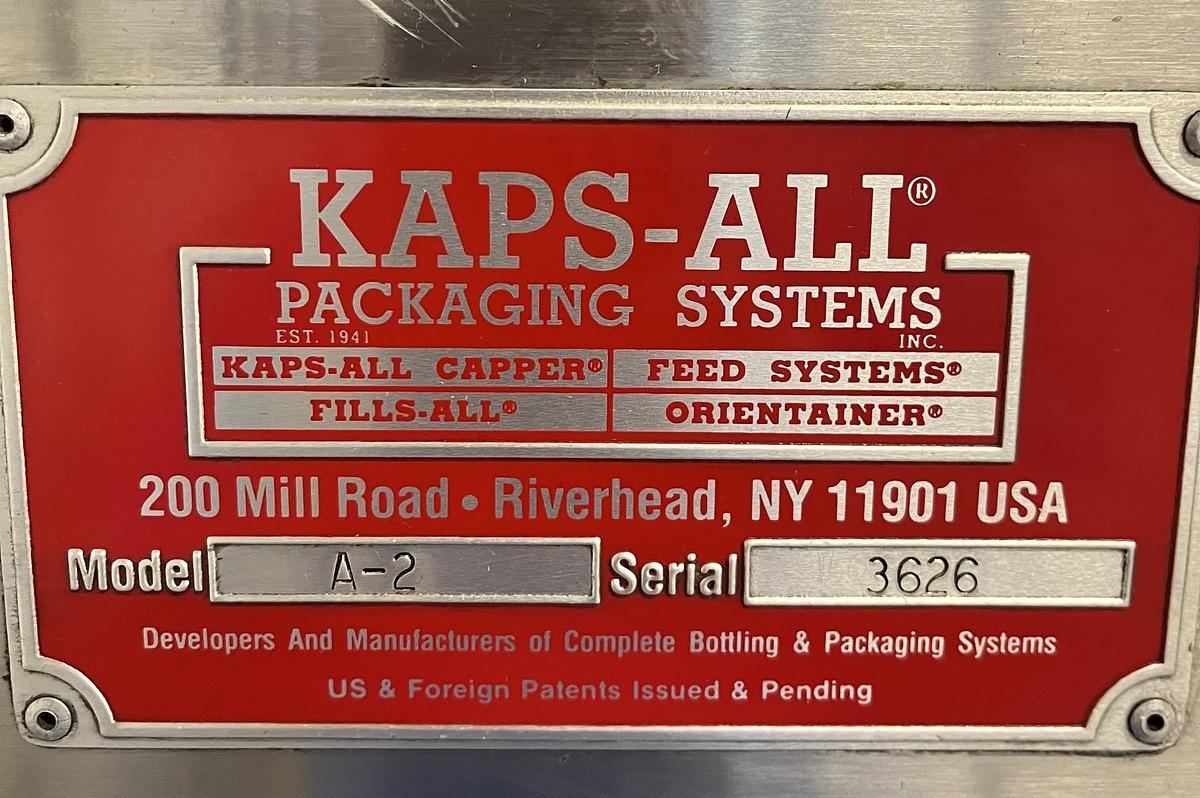 KAPS-ALL®
PACKAGING SYSTEMS
EST. 1941 INC.
KAPS-ALL CAPPER® FEED SYSTEMS®
FILLS-ALL® ORIENTAINER®
200 Mill Road • Riverhead, NY 11901 USA
Model A-2 Serial 3626
Developers And Manufacturers of Complete Bottling & Packaging Systems
US & Foreign Patents Issued & Pending